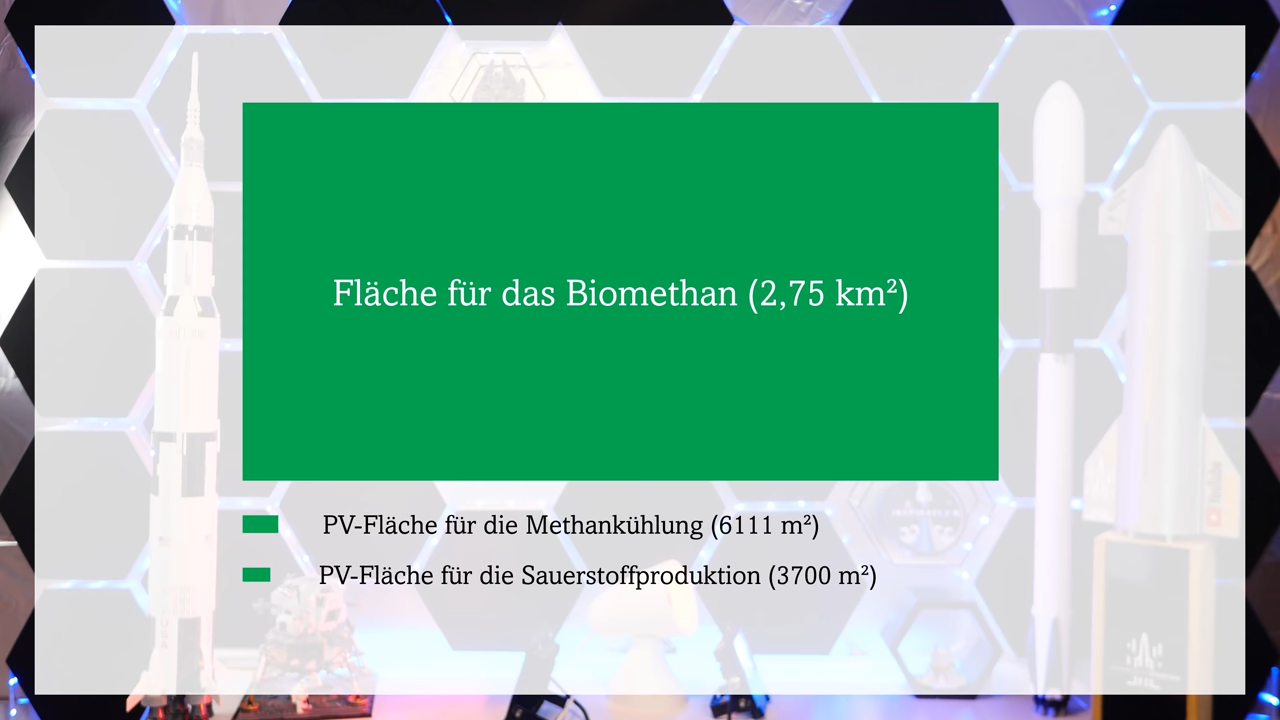 Fläche für das Biomethan (2,75 km²)
PV-Fläche für die Methankühlung (6111 m²)
PV-Fläche für die Sauerstoffproduktion (3700 m²)